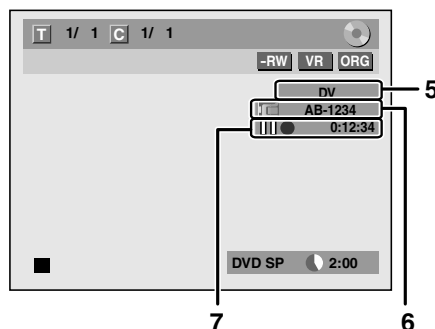 T 1/ 1 C 1/ 1
-RW VR ORG
DV
5
AB-1234
0:12:34
DVD SP 2:00
7
6